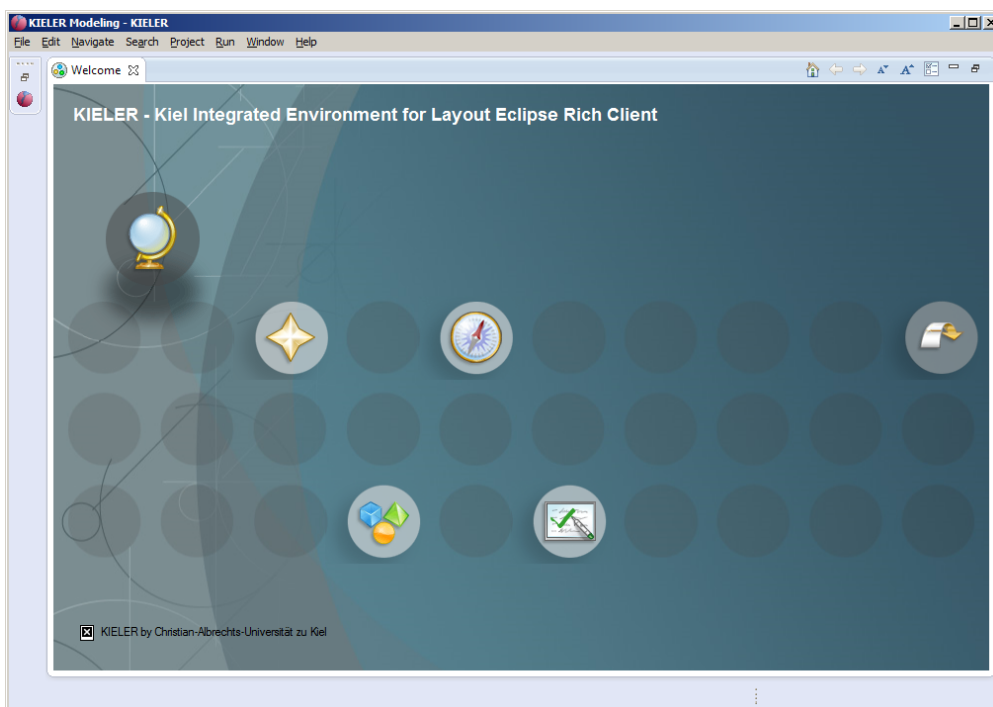 KIELER Modeling - KIELER
File Edit Navigate Search Project Run Window Help
Welcome
KIELER - Kiel Integrated Environment for Layout Eclipse Rich Client
KIELER by Christian-Albrechts-Universität zu Kiel